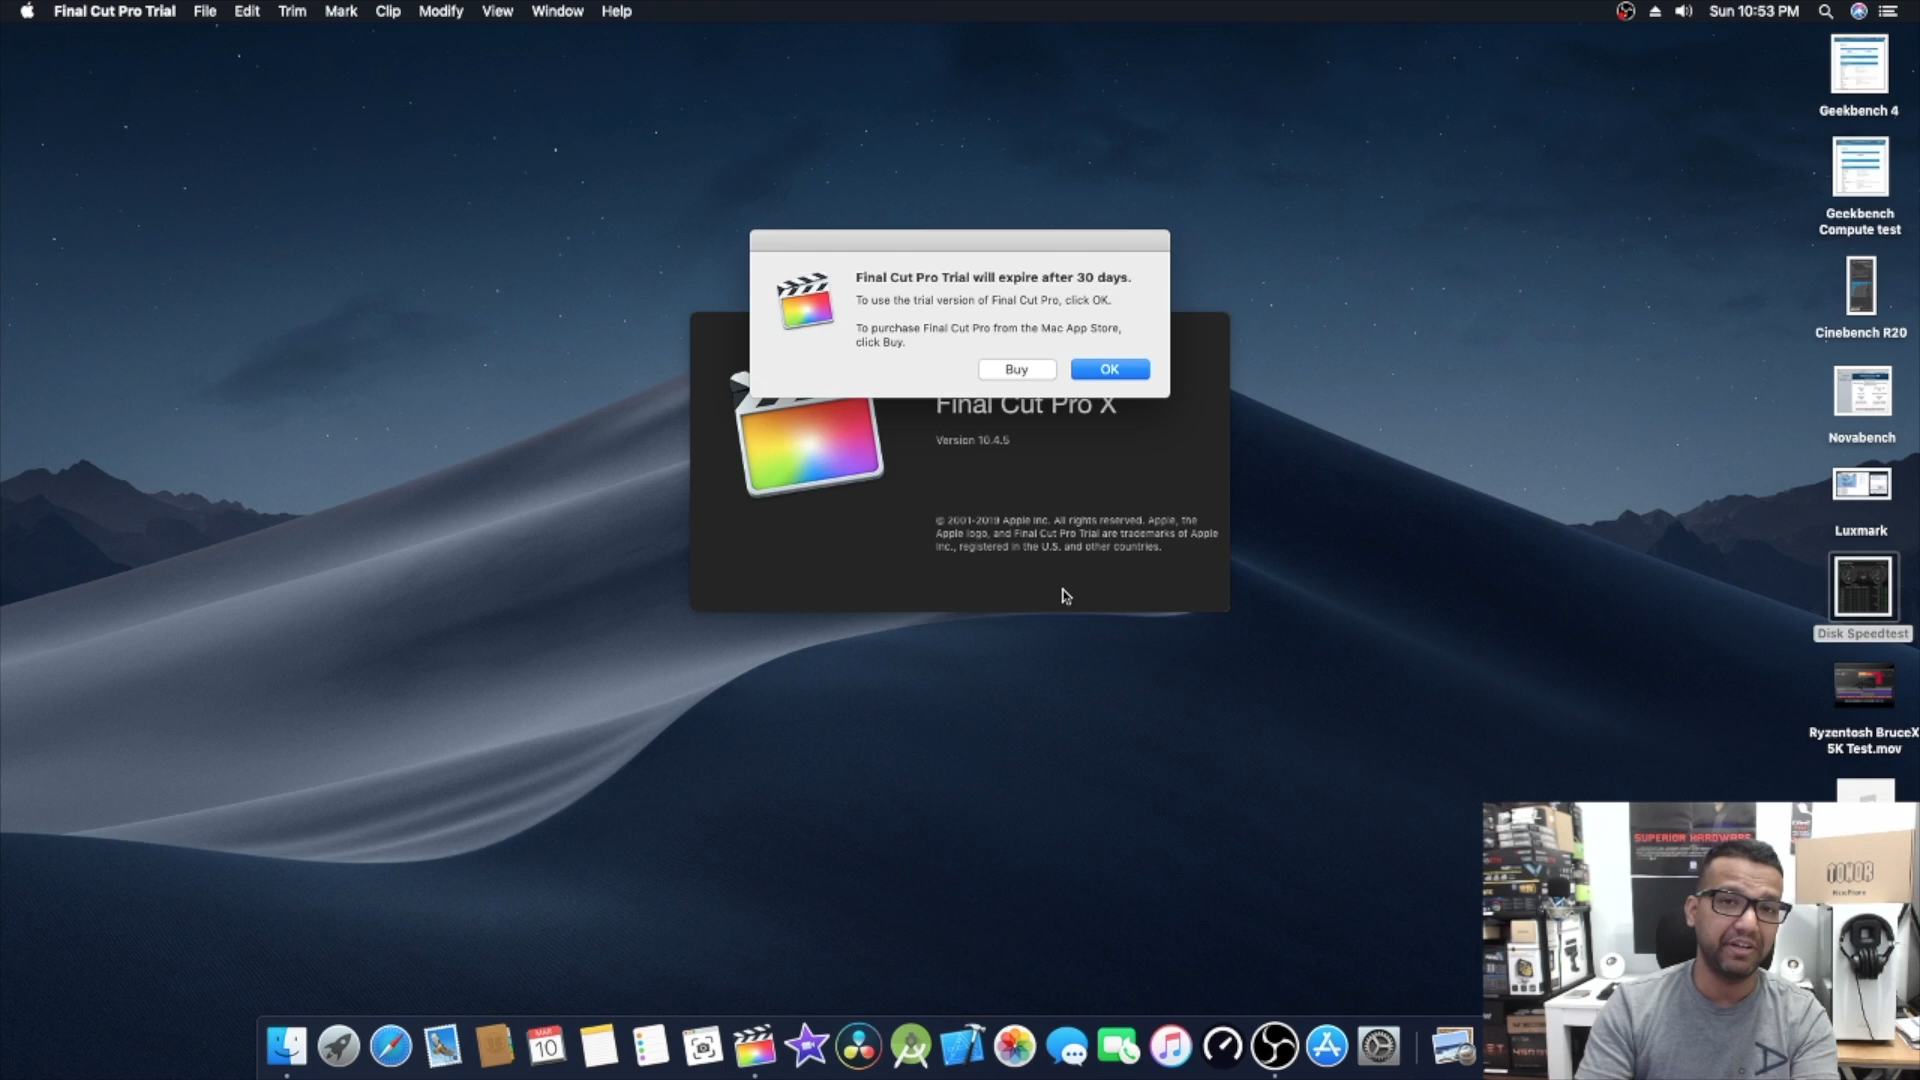 Final Cut Pro Trial File Edit Trim Mark Clip Modify View Window Help Sun 10:53 PM
Geekbench 4
Geekbench
Compute test
Cinebench R20
Novabench
Luxmark
Disk Speedtest
Ryzentosh BruceX
5K Test.mov
Final Cut Pro Trial will expire after 30 days.
To use the trial version of Final Cut Pro, click OK.
To purchase Final Cut Pro from the Mac App Store,
click Buy.
Buy OK
Final Cut Pro X
Version 10.4.5
© 2001-2019 Apple Inc. All rights reserved. Apple, the
Apple logo, and Final Cut Pro Trial are trademarks of Apple
Inc., registered in the U.S. and other countries.
SUPERIOR HARDWARE
TONOR
MAR
10